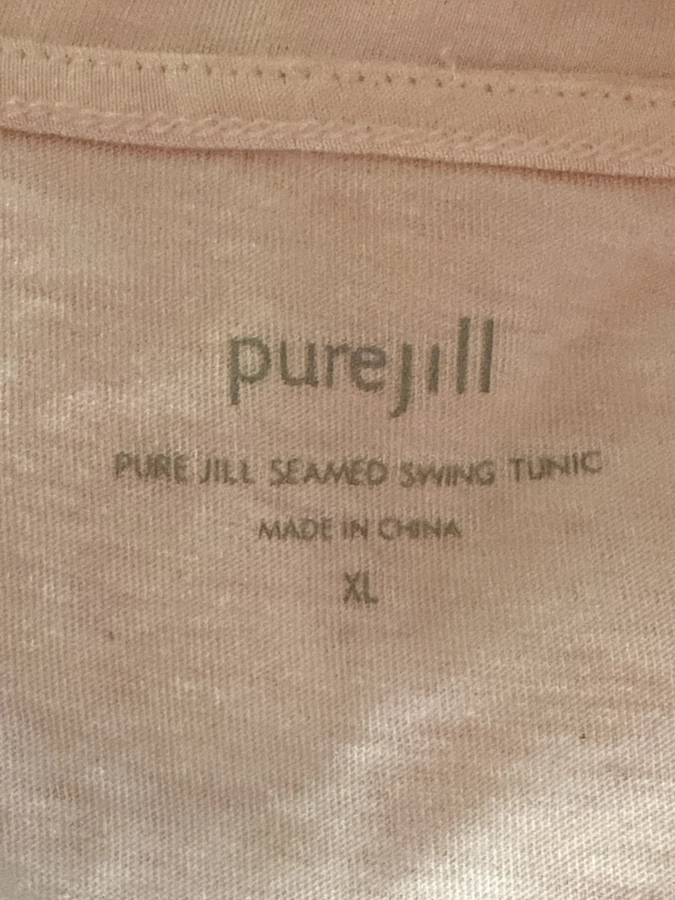 purejill
PURE JILL SEAMED SWING TUNIC
MADE IN CHINA
XL